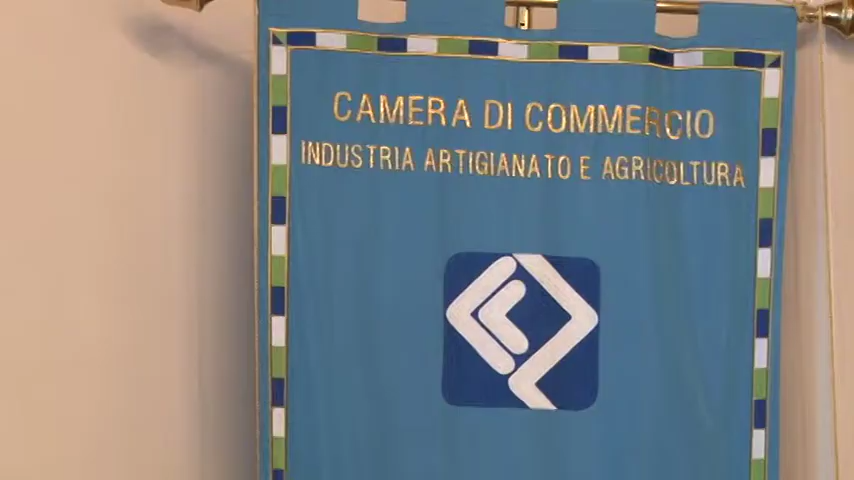 CAMERA DI COMMERCIO
INDUSTRIA ARTIGIANATO E AGRICOLTURA